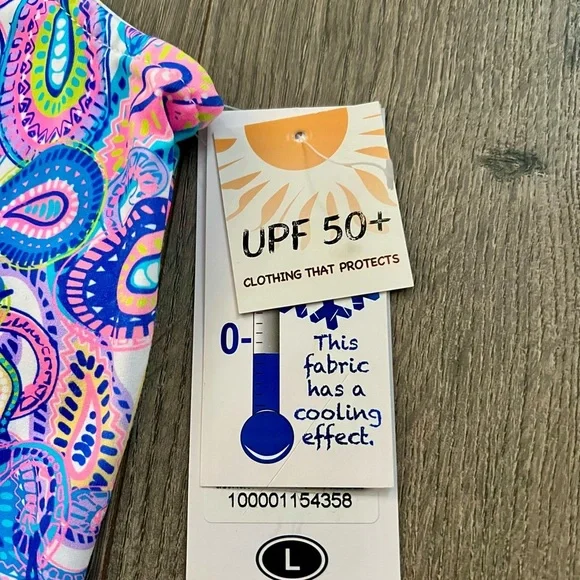 UPF 50+
CLOTHING THAT PROTECTS
0-
This
fabric
has a
cooling
effect.
100001154358
L